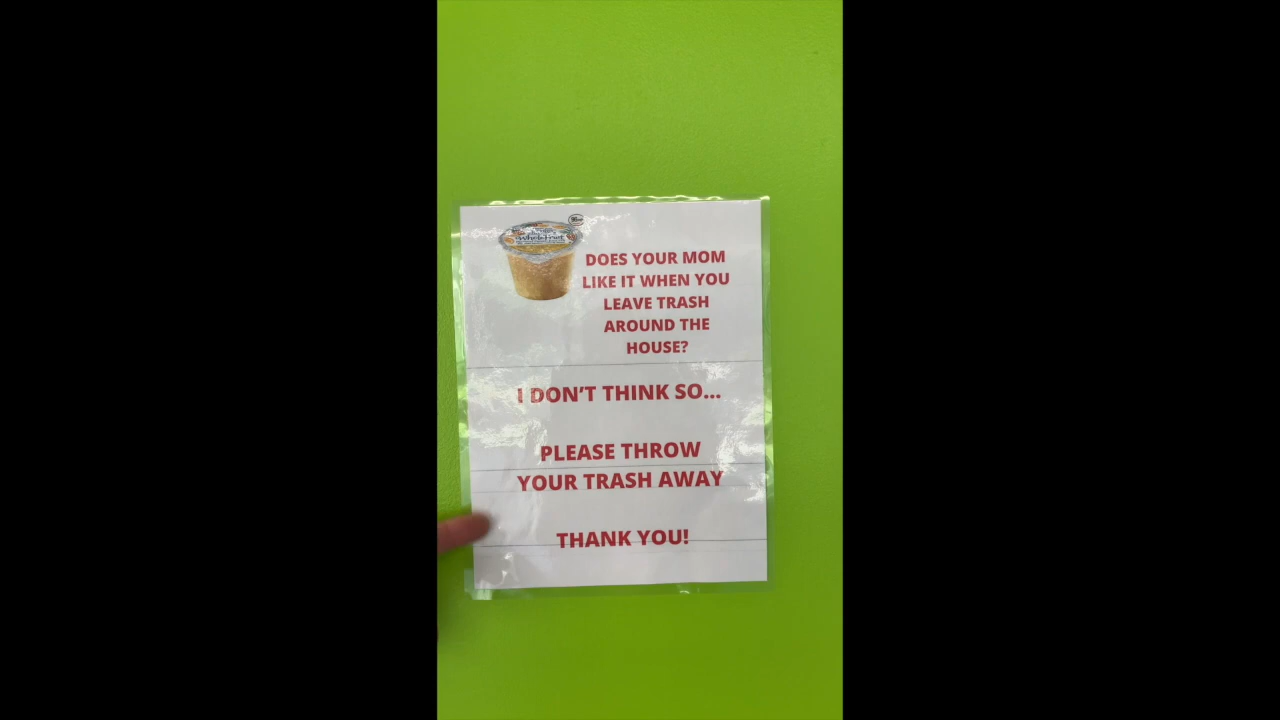 DOES YOUR MOM
LIKE IT WHEN YOU
LEAVE TRASH
AROUND THE
HOUSE?
I DON'T THINK SO...
PLEASE THROW
YOUR TRASH AWAY
THANK YOU!